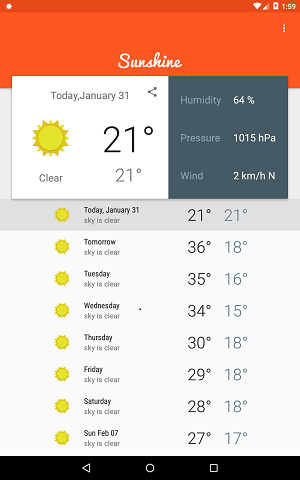 1:59
Sunshine
Today,January 31
21°
Clear
21°
Humidity 64 %
Pressure 1015 hPa
Wind 2 km/h N
Today, January 31
sky is clear
21° 21°
Tomorrow
sky is clear
36° 18°
Tuesday
sky is clear
35° 16°
Wednesday
sky is clear
34° 15°
Thursday
sky is clear
30° 18°
Friday
sky is clear
29° 18°
Saturday
sky is clear
28° 18°
Sun Feb 07
sky is clear
27° 17°